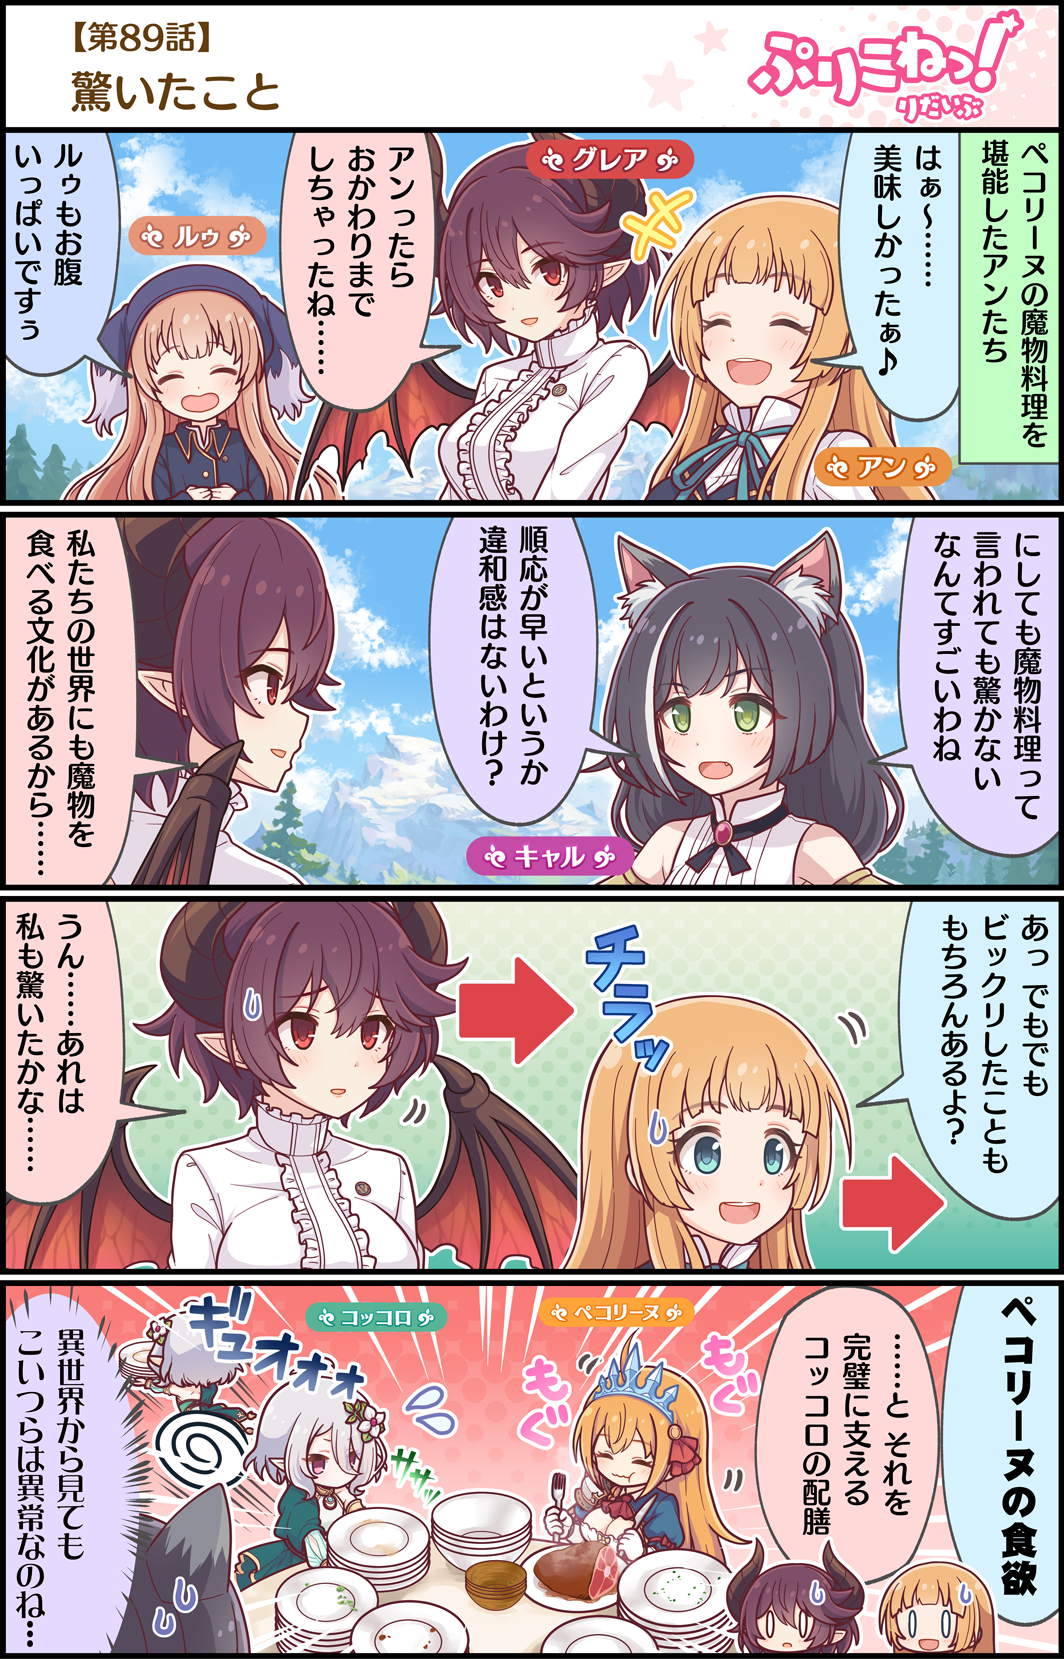 【第89話】
驚いたこと
ぷりこねっ!
りだいぶ
ペコリーヌの魔物料理を
堪能したアンたち
はぁ～……
美味しかったぁ♪
アン
グレア
アンったら
おかわりまで
しちゃったね……
ルゥ
ルゥもお腹
いっぱいですぅ
にしても魔物料理って
言われても驚かない
なんてすごいわね
順応が早いというか
違和感はないわけ?
キャル
私たちの世界にも魔物を
食べる文化があるから……
あっ でもでも
ビックリしたことも
もちろんあるよ?
チラッ
うん……あれは
私も驚いたかな……
ペコリーヌの食欲
……と それを
完璧に支える
コッコロの配膳
ペコリーヌ
もぐ
もぐ
コッコロ
ササッ
ギュオオォ
異世界から見ても
こいつらは異常なのね…